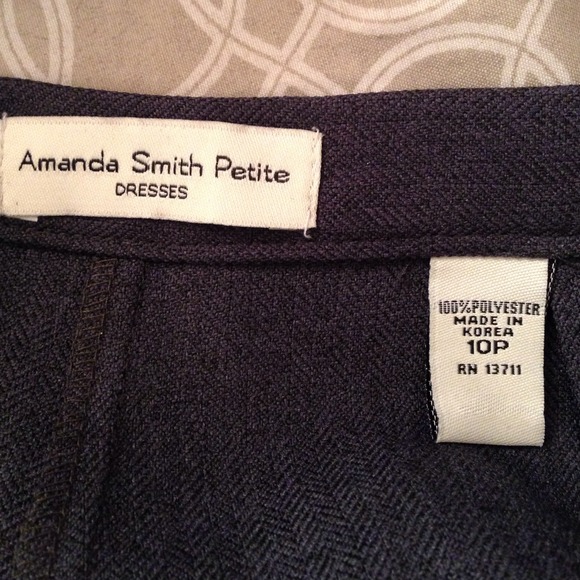 Amanda Smith Petite
DRESSES
100%POLYESTER
MADE IN
KOREA
10P
RN 13711